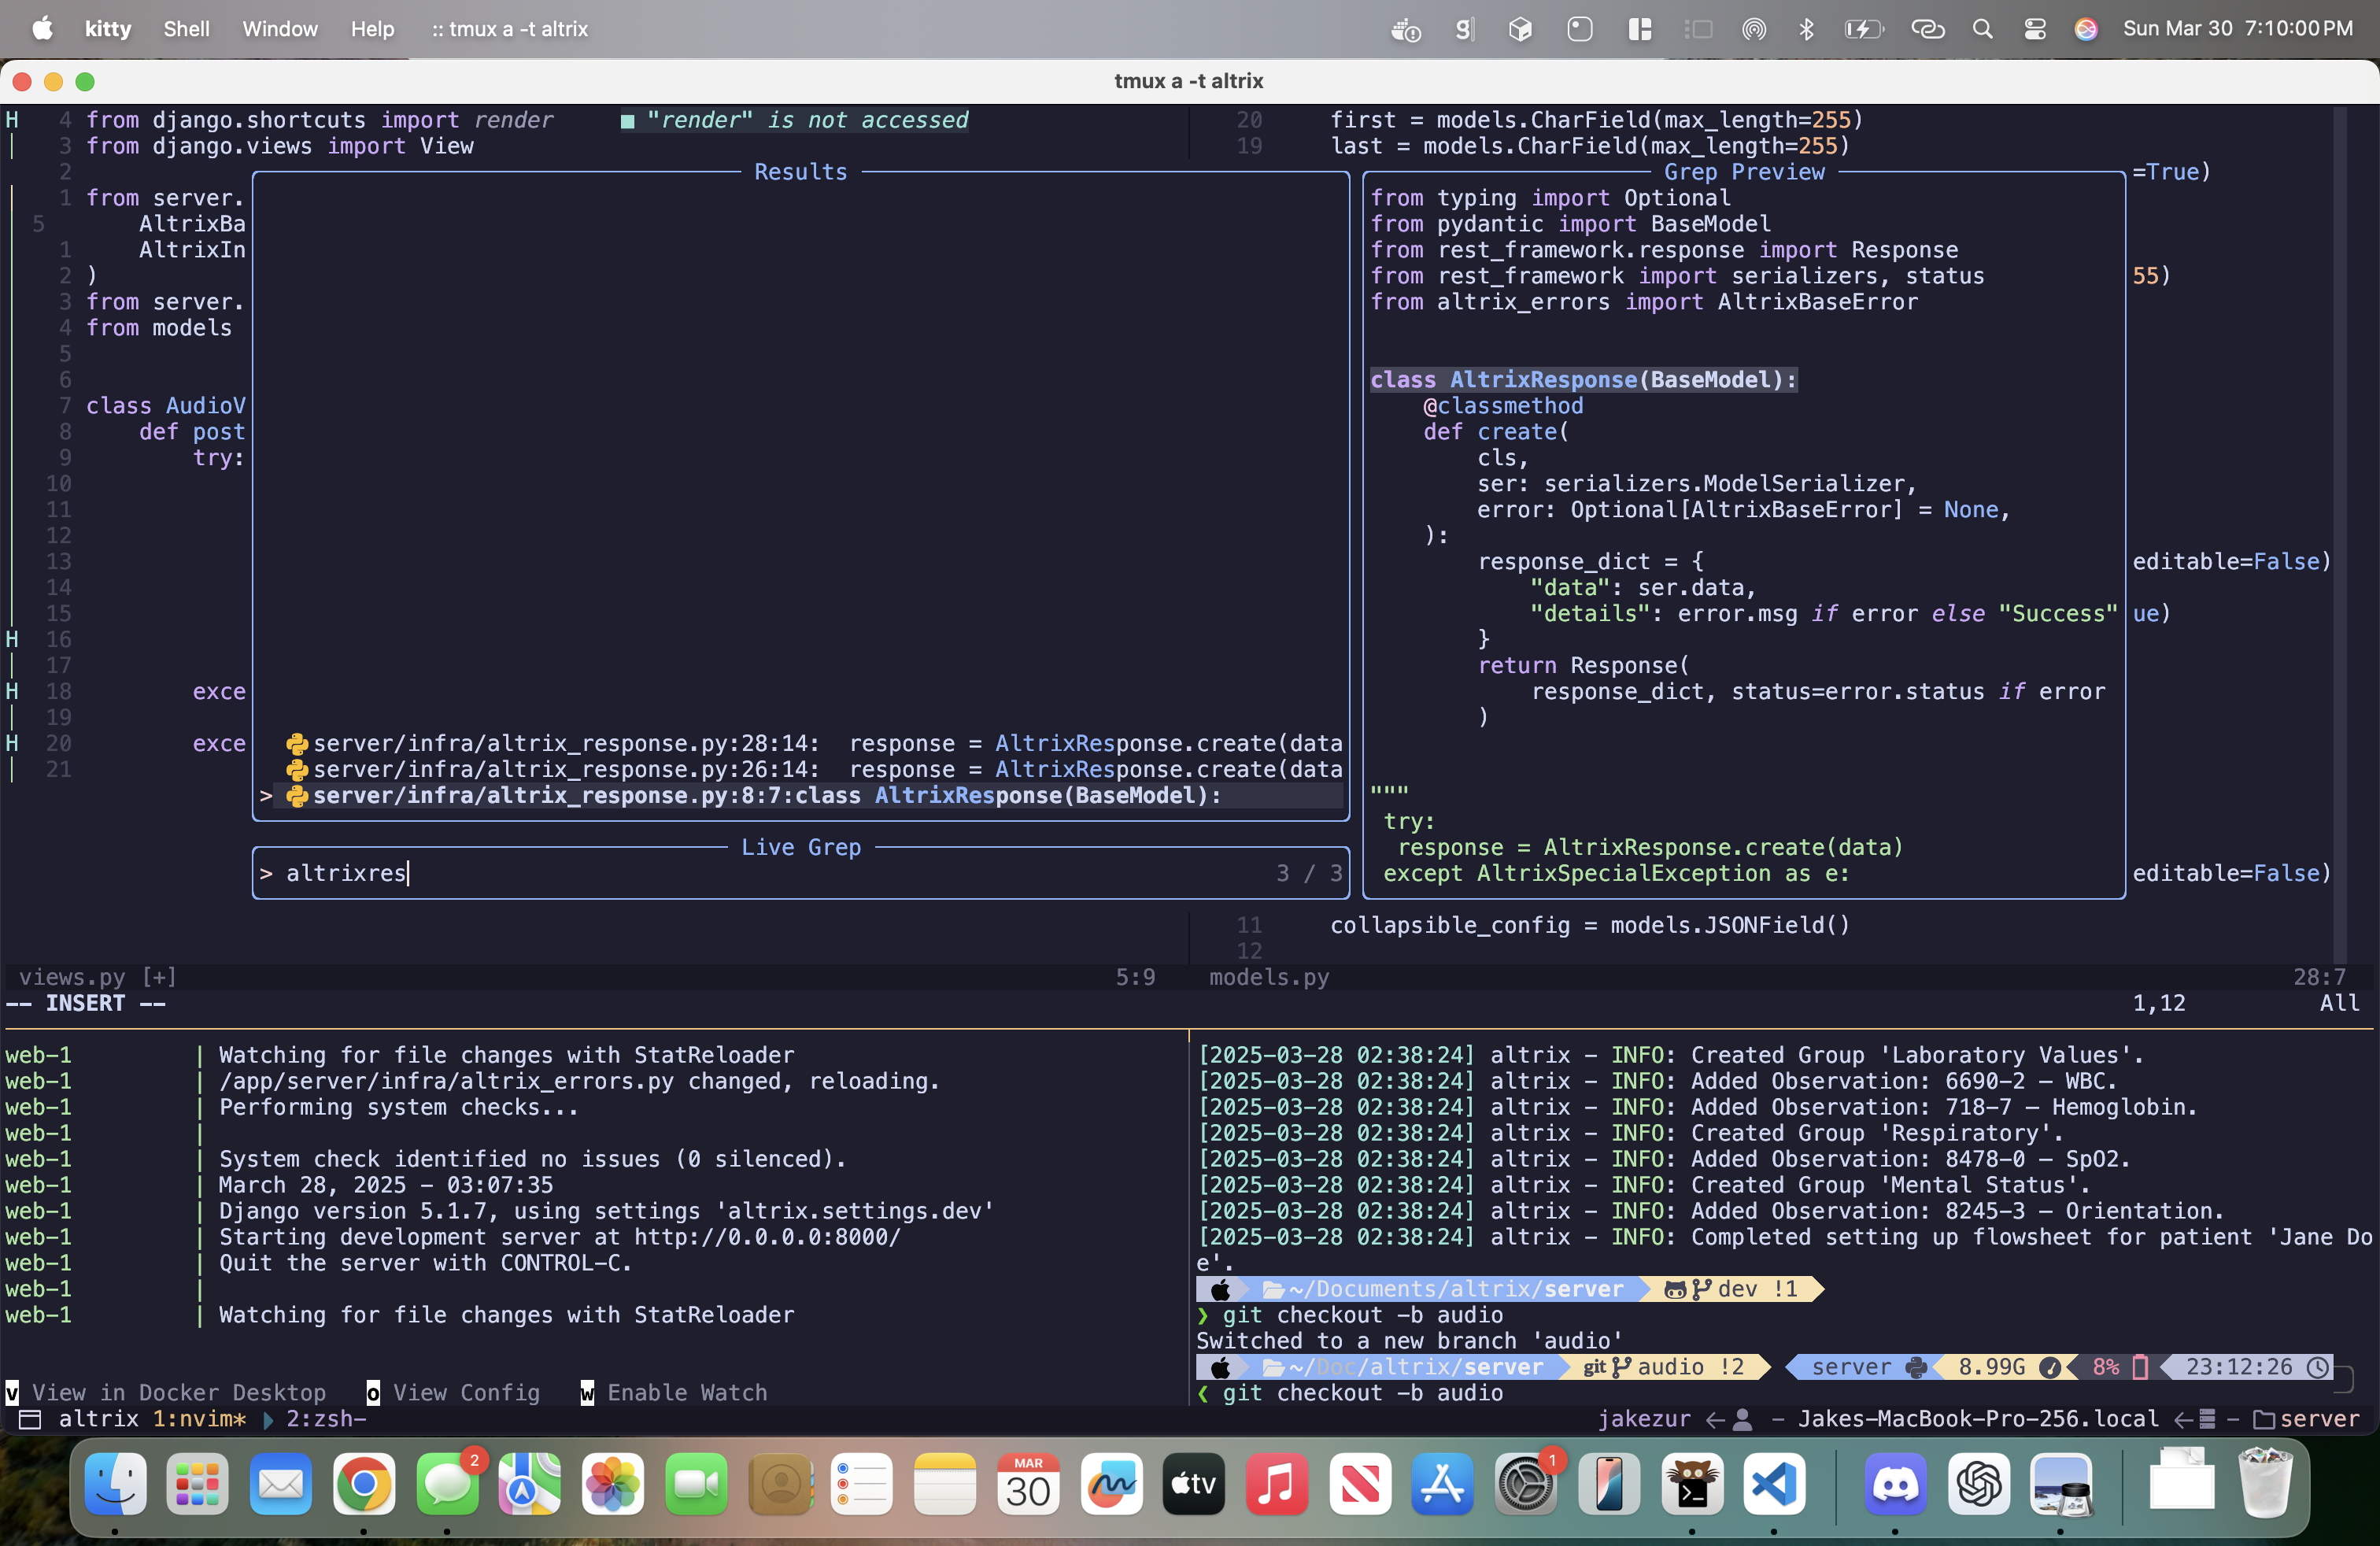 kitty Shell Window Help :: tmux a -t altrix
Sun Mar 30 7:10:00 PM
tmux a -t altrix
H 4 from django.shortcuts import render ■ "render" is not accessed
3 from django.views import View
2
1 from server.
5 AltrixBa
1 AltrixIn
2 )
3 from server.
4 from models
5
6
7 class AudioV
8 def post
9 try:
10
11
12
13
14
15
H 16
17
H 18 exce
19
H 20 exce
21
20 first = models.CharField(max_length=255)
19 last = models.CharField(max_length=255)
=True)
55)
editable=False)
ue)
editable=False)
11 collapsible_config = models.JSONField()
12
Results
server/infra/altrix_response.py:28:14: response = AltrixResponse.create(data
server/infra/altrix_response.py:26:14: response = AltrixResponse.create(data
> server/infra/altrix_response.py:8:7:class AltrixResponse(BaseModel):
Live Grep
> altrixres 3 / 3
Grep Preview
from typing import Optional
from pydantic import BaseModel
from rest_framework.response import Response
from rest_framework import serializers, status
from altrix_errors import AltrixBaseError
class AltrixResponse(BaseModel):
@classmethod
def create(
cls,
ser: serializers.ModelSerializer,
error: Optional[AltrixBaseError] = None,
):
response_dict = {
"data": ser.data,
"details": error.msg if error else "Success"
}
return Response(
response_dict, status=error.status if error
)
"""
try:
response = AltrixResponse.create(data)
except AltrixSpecialException as e:
views.py [+] 5:9
models.py 28:7
-- INSERT -- 1,12 All
web-1 | Watching for file changes with StatReloader
web-1 | /app/server/infra/altrix_errors.py changed, reloading.
web-1 | Performing system checks...
web-1 |
web-1 | System check identified no issues (0 silenced).
web-1 | March 28, 2025 - 03:07:35
web-1 | Django version 5.1.7, using settings 'altrix.settings.dev'
web-1 | Starting development server at http://0.0.0.0:8000/
web-1 | Quit the server with CONTROL-C.
web-1 |
web-1 | Watching for file changes with StatReloader
v View in Docker Desktop o View Config w Enable Watch
[2025-03-28 02:38:24] altrix - INFO: Created Group 'Laboratory Values'.
[2025-03-28 02:38:24] altrix - INFO: Added Observation: 6690-2 – WBC.
[2025-03-28 02:38:24] altrix - INFO: Added Observation: 718-7 – Hemoglobin.
[2025-03-28 02:38:24] altrix - INFO: Created Group 'Respiratory'.
[2025-03-28 02:38:24] altrix - INFO: Added Observation: 8478-0 – SpO2.
[2025-03-28 02:38:24] altrix - INFO: Created Group 'Mental Status'.
[2025-03-28 02:38:24] altrix - INFO: Added Observation: 8245-3 – Orientation.
[2025-03-28 02:38:24] altrix - INFO: Completed setting up flowsheet for patient 'Jane Do
e'.
~/Documents/altrix/server dev !1
❯ git checkout -b audio
Switched to a new branch 'audio'
~/Doc/altrix/server git audio !2 server 8.99G 8% 23:12:26
❮ git checkout -b audio
altrix 1:nvim* 2:zsh-
jakezur ← - Jakes-MacBook-Pro-256.local ← - server
2
MAR
30
tv
1